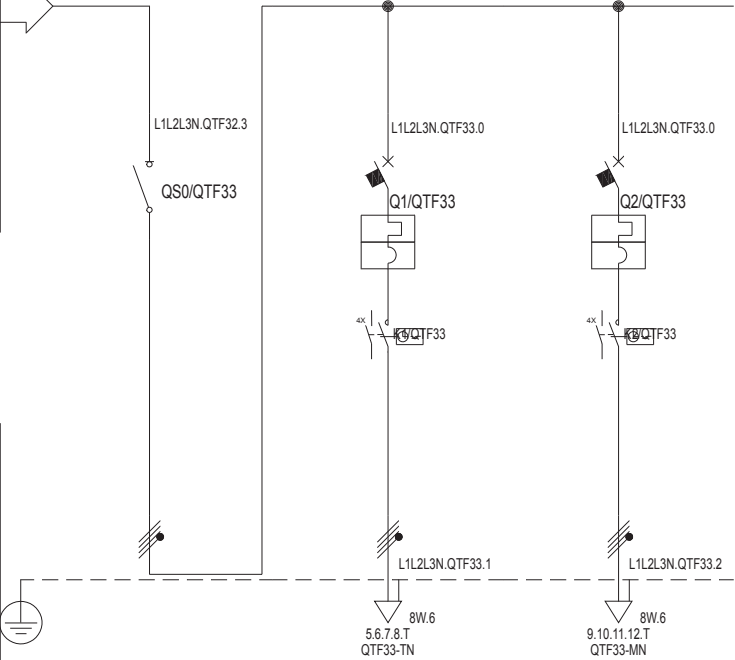 L1L2L3N.QTF32.3
L1L2L3N.QTF33.0
L1L2L3N.QTF33.0
QS0/QTF33
Q1/QTF33
Q2/QTF33
4X
K1/QTF33
4X
K2/QTF33
L1L2L3N.QTF33.1
L1L2L3N.QTF33.2
8W.6
5.6.7.8.T
QTF33-TN
8W.6
9.10.11.12.T
QTF33-MN